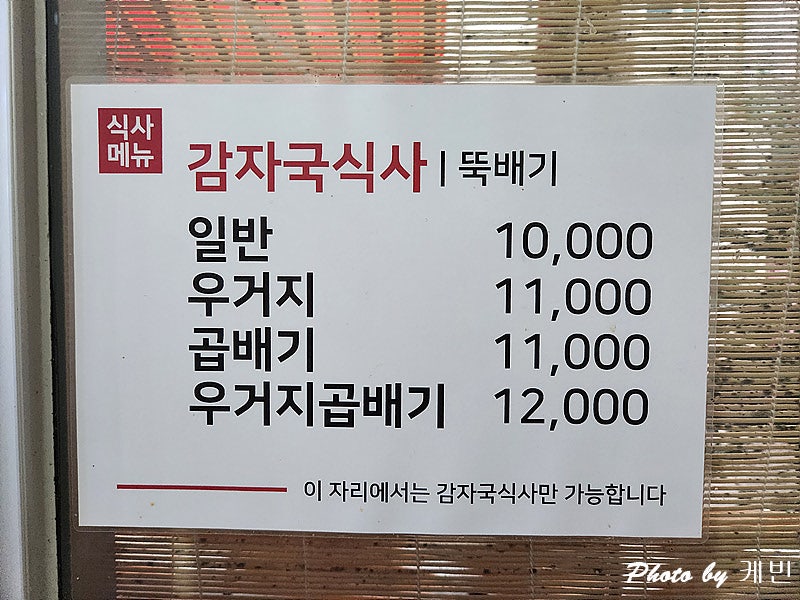 식사
메뉴
감자국식사 | 뚝배기
일반 10,000
우거지 11,000
곱배기 11,000
우거지곱배기 12,000
이 자리에서는 감자국식사만 가능합니다
Photo by 케빈